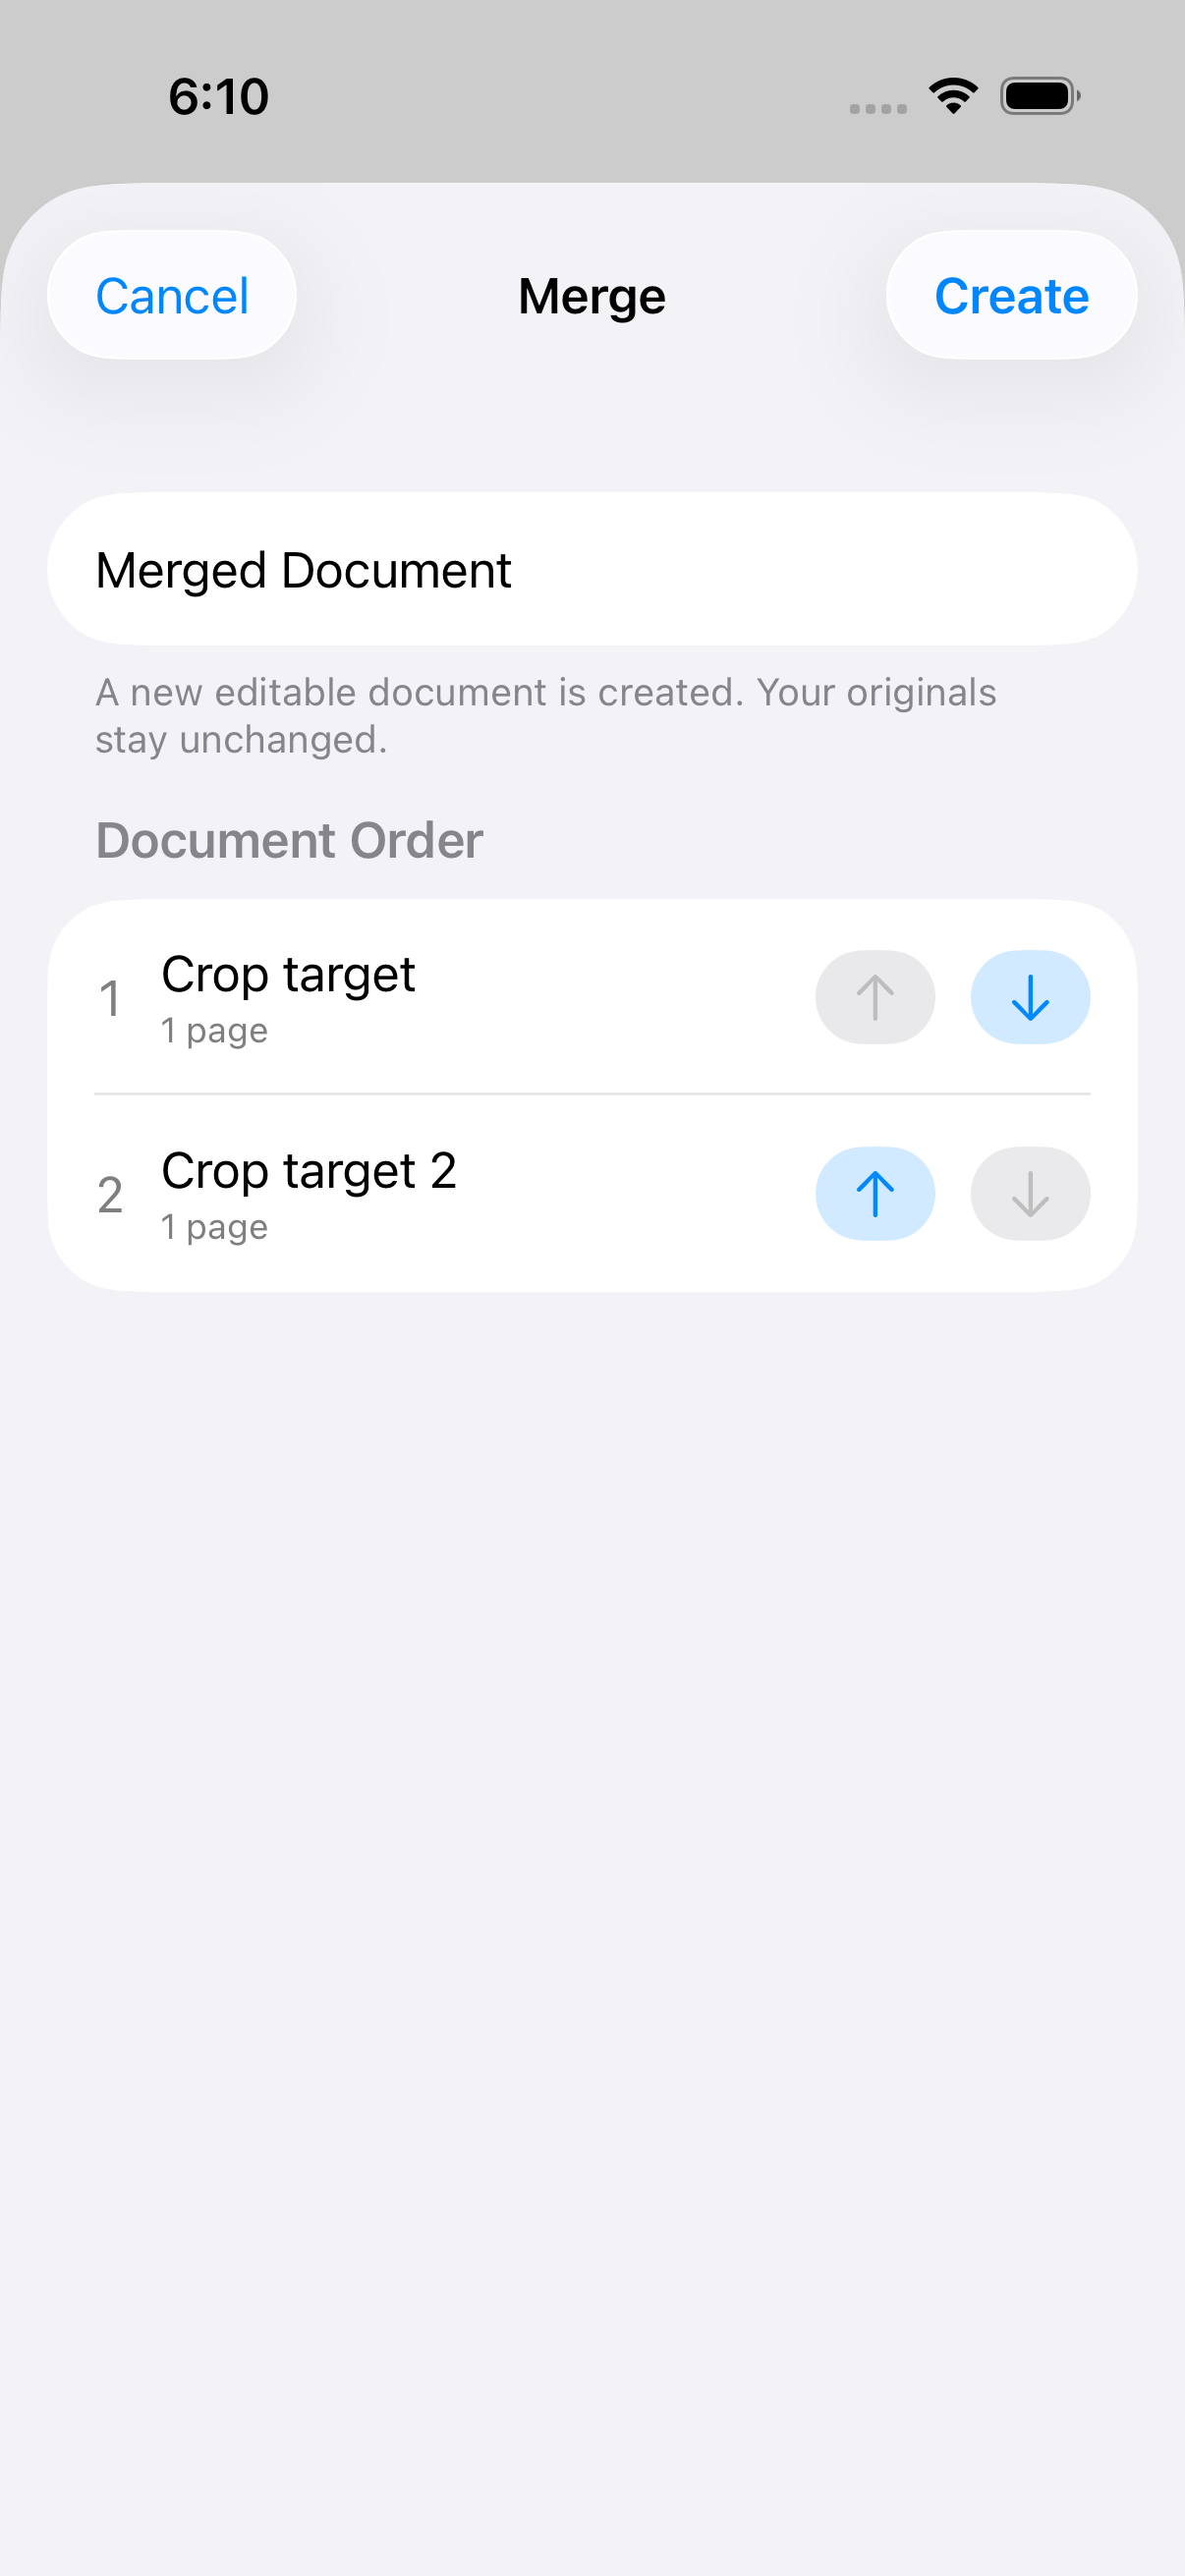 6:10
Cancel
Merge
Create
Merged Document
A new editable document is created. Your originals
stay unchanged.
Document Order
1
Crop target
1 page
2
Crop target 2
1 page